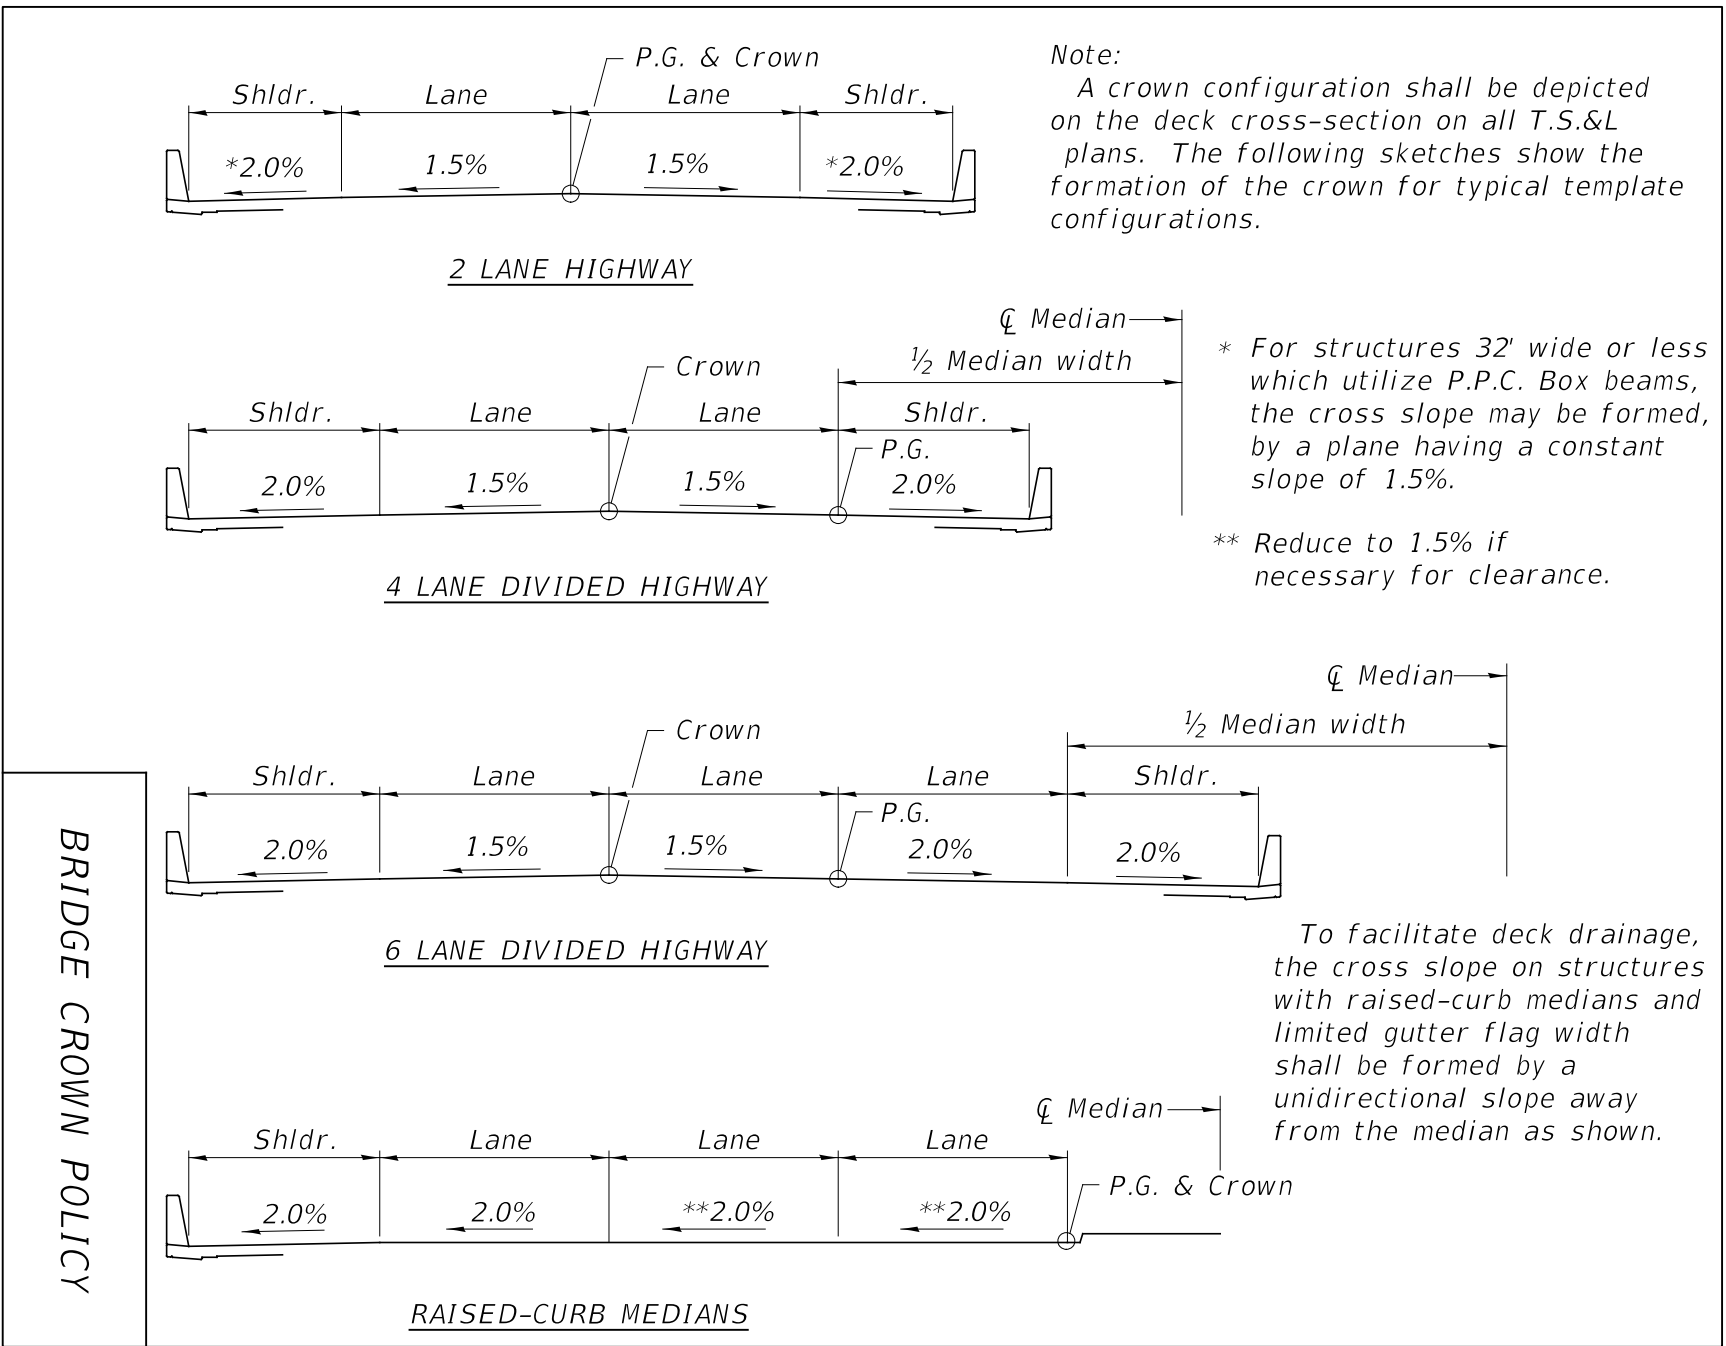 P.G. & Crown
Shldr.
Lane
Lane
Shldr.
*2.0%
1.5%
1.5%
*2.0%
2 LANE HIGHWAY
Note:
A crown configuration shall be depicted
on the deck cross-section on all T.S.&L
plans. The following sketches show the
formation of the crown for typical template
configurations.
℄ Median
½ Median width
Crown
Shldr.
Lane
Lane
Shldr.
P.G.
2.0%
1.5%
1.5%
2.0%
4 LANE DIVIDED HIGHWAY
* For structures 32' wide or less
which utilize P.P.C. Box beams,
the cross slope may be formed,
by a plane having a constant
slope of 1.5%.
** Reduce to 1.5% if
necessary for clearance.
℄ Median
½ Median width
Crown
Shldr.
Lane
Lane
Lane
Shldr.
P.G.
2.0%
1.5%
1.5%
2.0%
2.0%
6 LANE DIVIDED HIGHWAY
To facilitate deck drainage,
the cross slope on structures
with raised-curb medians and
limited gutter flag width
shall be formed by a
unidirectional slope away
from the median as shown.
℄ Median
Shldr.
Lane
Lane
Lane
P.G. & Crown
2.0%
2.0%
**2.0%
**2.0%
RAISED-CURB MEDIANS
BRIDGE CROWN POLICY